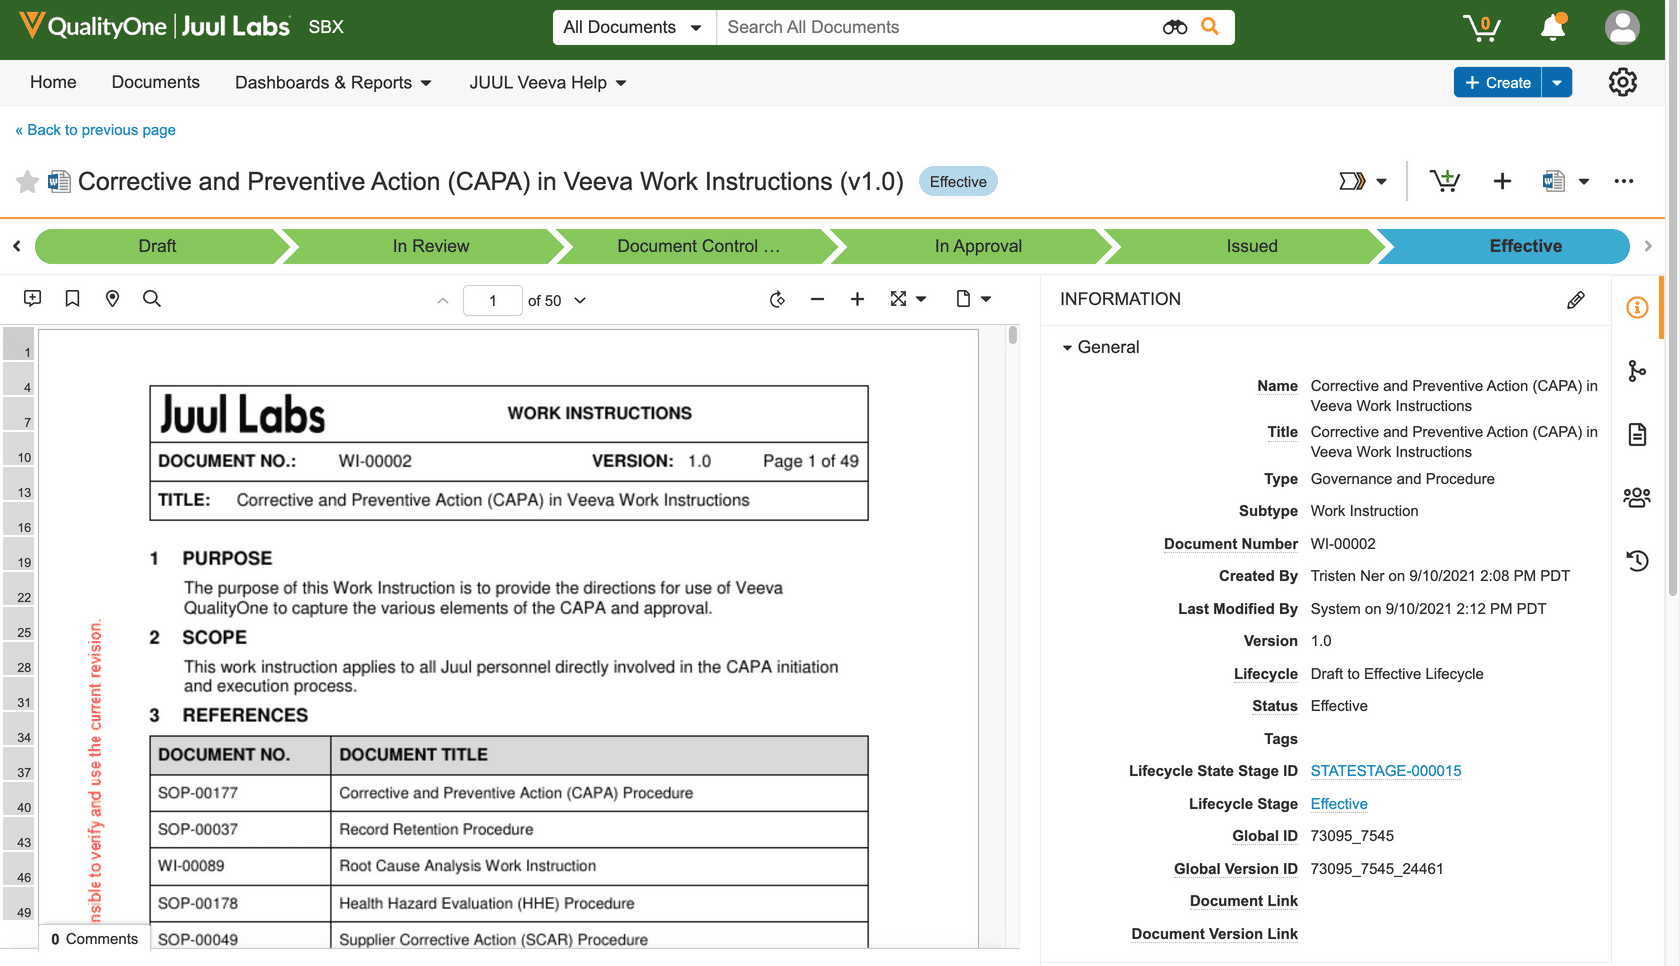 QualityOne | Juul Labs SBX
All Documents
Search All Documents
0
Home
Documents
Dashboards & Reports
JUUL Veeva Help
+ Create
« Back to previous page
Corrective and Preventive Action (CAPA) in Veeva Work Instructions (v1.0)
Effective
Draft
In Review
Document Control ...
In Approval
Issued
Effective
1 of 50
1
4
7
10
13
16
19
22
25
28
31
34
37
40
43
46
49
nsible to verify and use the current revision.
Juul Labs
WORK INSTRUCTIONS
DOCUMENT NO.: WI-00002 VERSION: 1.0 Page 1 of 49
TITLE: Corrective and Preventive Action (CAPA) in Veeva Work Instructions
1 PURPOSE
The purpose of this Work Instruction is to provide the directions for use of Veeva
QualityOne to capture the various elements of the CAPA and approval.
2 SCOPE
This work instruction applies to all Juul personnel directly involved in the CAPA initiation
and execution process.
3 REFERENCES
DOCUMENT NO. DOCUMENT TITLE
SOP-00177 Corrective and Preventive Action (CAPA) Procedure
SOP-00037 Record Retention Procedure
WI-00089 Root Cause Analysis Work Instruction
SOP-00178 Health Hazard Evaluation (HHE) Procedure
SOP-00049 Supplier Corrective Action (SCAR) Procedure
0 Comments
INFORMATION
General
Name Corrective and Preventive Action (CAPA) in
Veeva Work Instructions
Title Corrective and Preventive Action (CAPA) in
Veeva Work Instructions
Type Governance and Procedure
Subtype Work Instruction
Document Number WI-00002
Created By Tristen Ner on 9/10/2021 2:08 PM PDT
Last Modified By System on 9/10/2021 2:12 PM PDT
Version 1.0
Lifecycle Draft to Effective Lifecycle
Status Effective
Tags
Lifecycle State Stage ID STATESTAGE-000015
Lifecycle Stage Effective
Global ID 73095_7545
Global Version ID 73095_7545_24461
Document Link
Document Version Link